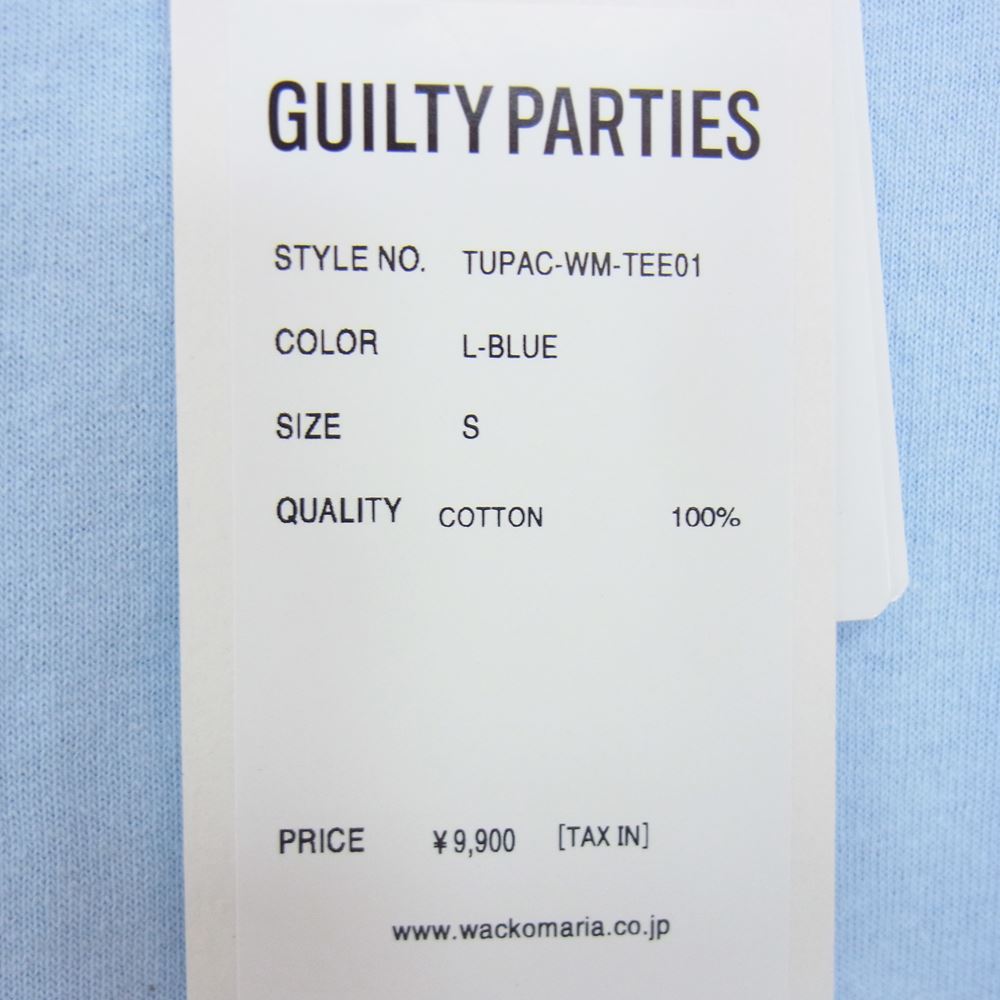 GUILTY PARTIES
STYLE NO. TUPAC-WM-TEE01
COLOR L-BLUE
SIZE S
QUALITY COTTON 100%
PRICE ¥9,900 [TAX IN]
www.wackomaria.co.jp